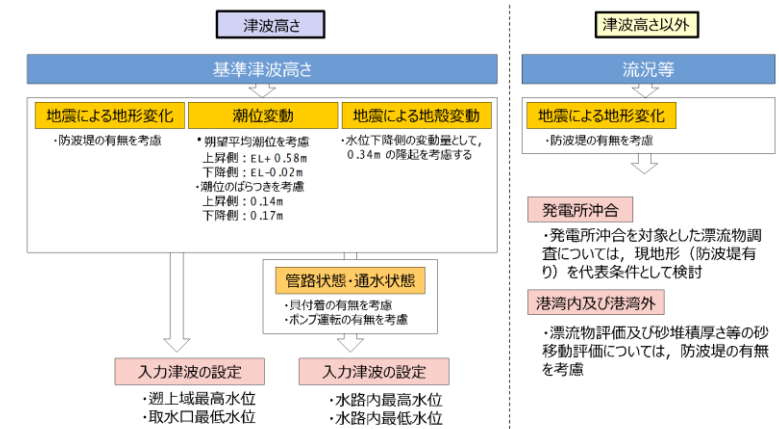 津波高さ
基準津波高さ
地震による地形変化
・防波堤の有無を考慮
潮位変動
・朔望平均潮位を考慮
上昇側：EL+0.58m
下降側：EL-0.02m
・潮位のばらつきを考慮
上昇側：0.14m
下降側：0.17m
地震による地殻変動
・水位下降側の変動量として，
0.34mの隆起を考慮する
管路状態・通水状態
・貝付着の有無を考慮
・ポンプ運転の有無を考慮
入力津波の設定
・遡上域最高水位
・取水口最低水位
入力津波の設定
・水路内最高水位
・水路内最低水位
津波高さ以外
流況等
地震による地形変化
・防波堤の有無を考慮
発電所沖合
・発電所沖合を対象とした漂流物調
査については，現地形（防波堤有
り）を代表条件として検討
港湾内及び港湾外
・漂流物評価及び砂堆積厚さ等の砂
移動評価については，防波堤の有無
を考慮